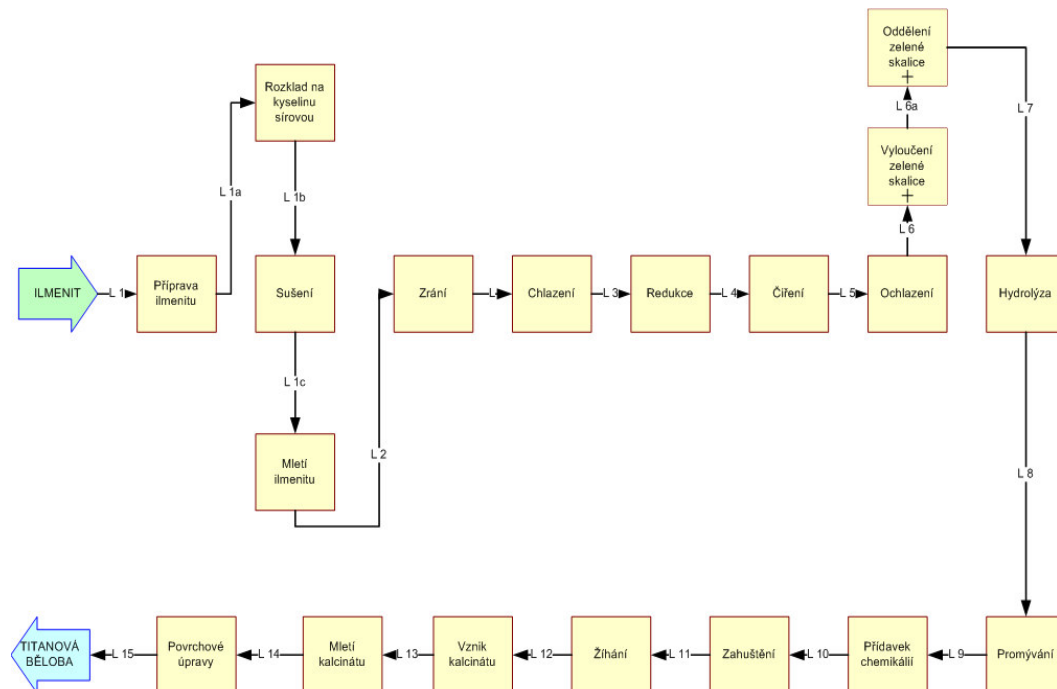 Oddělení
zelené
skalice
L 6a
L 7
Vyloučení
zelené
skalice
L 6
Rozklad na
kyselinu
sírovou
L 1a
L 1b
ILMENIT
L 1
Příprava
ilmenitu
Sušení
Zrání
L
Chlazení
L 3
Redukce
L 4
Čiření
L 5
Ochlazení
Hydrolýza
L 1c
Mletí
ilmenitu
L 2
L 8
TITANOVÁ
BĚLOBA
L 15
Povrchové
úpravy
L 14
Mletí
kalcinátu
L 13
Vznik
kalcinátu
L 12
Žíhání
L 11
Zahuštění
L 10
Přídavek
chemikálií
L 9
Promývání